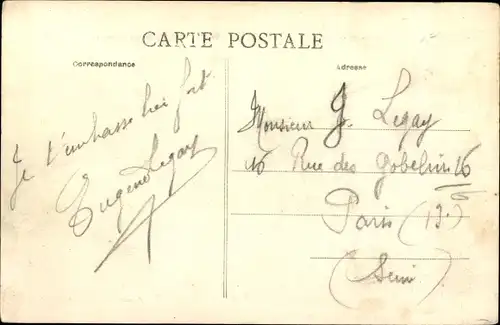 CARTE POSTALE
Correspondance
Adresse
Je t'embrasse bien fort
Eugène Legay
Monsieur J. Legay
16 Rue des Gobelins 16
Paris (13)
(Seine)